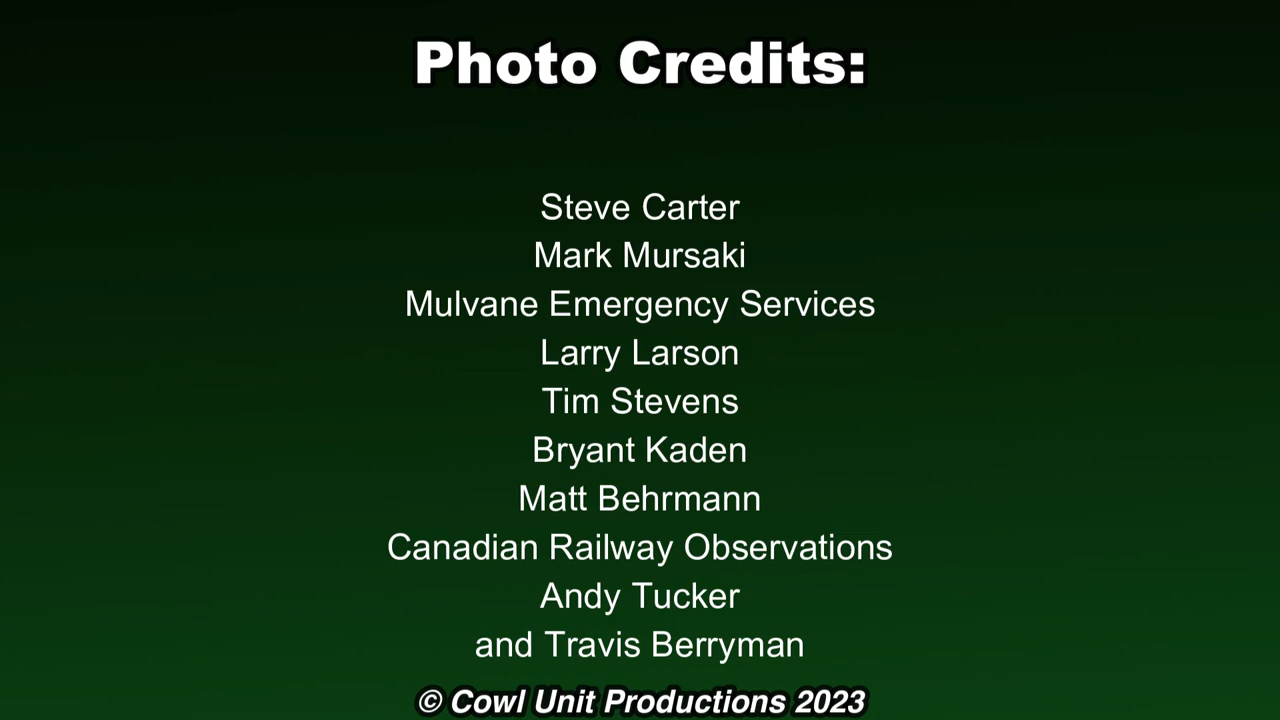 Photo Credits:
Steve Carter
Mark Mursaki
Mulvane Emergency Services
Larry Larson
Tim Stevens
Bryant Kaden
Matt Behrmann
Canadian Railway Observations
Andy Tucker
and Travis Berryman
© Cowl Unit Productions 2023